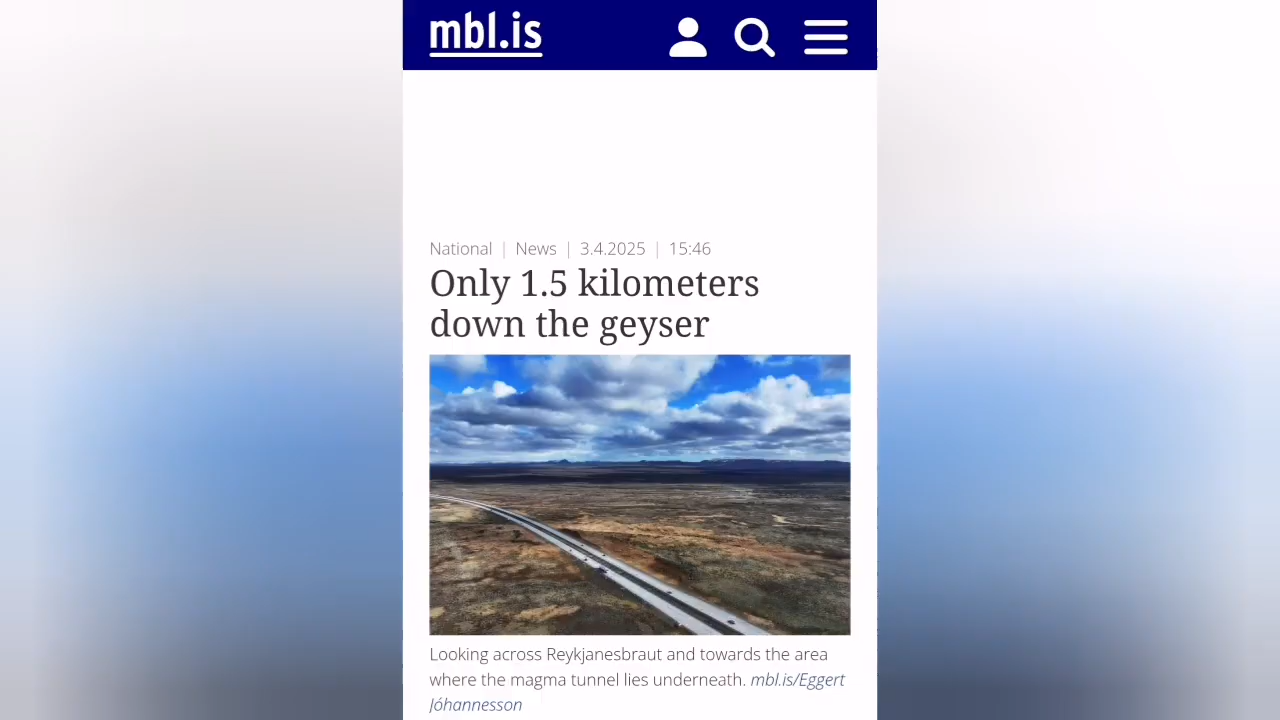 mbl.is
National | News | 3.4.2025 | 15:46
Only 1.5 kilometers
down the geyser
Looking across Reykjanesbraut and towards the area
where the magma tunnel lies underneath. mbl.is/Eggert
Jóhannesson